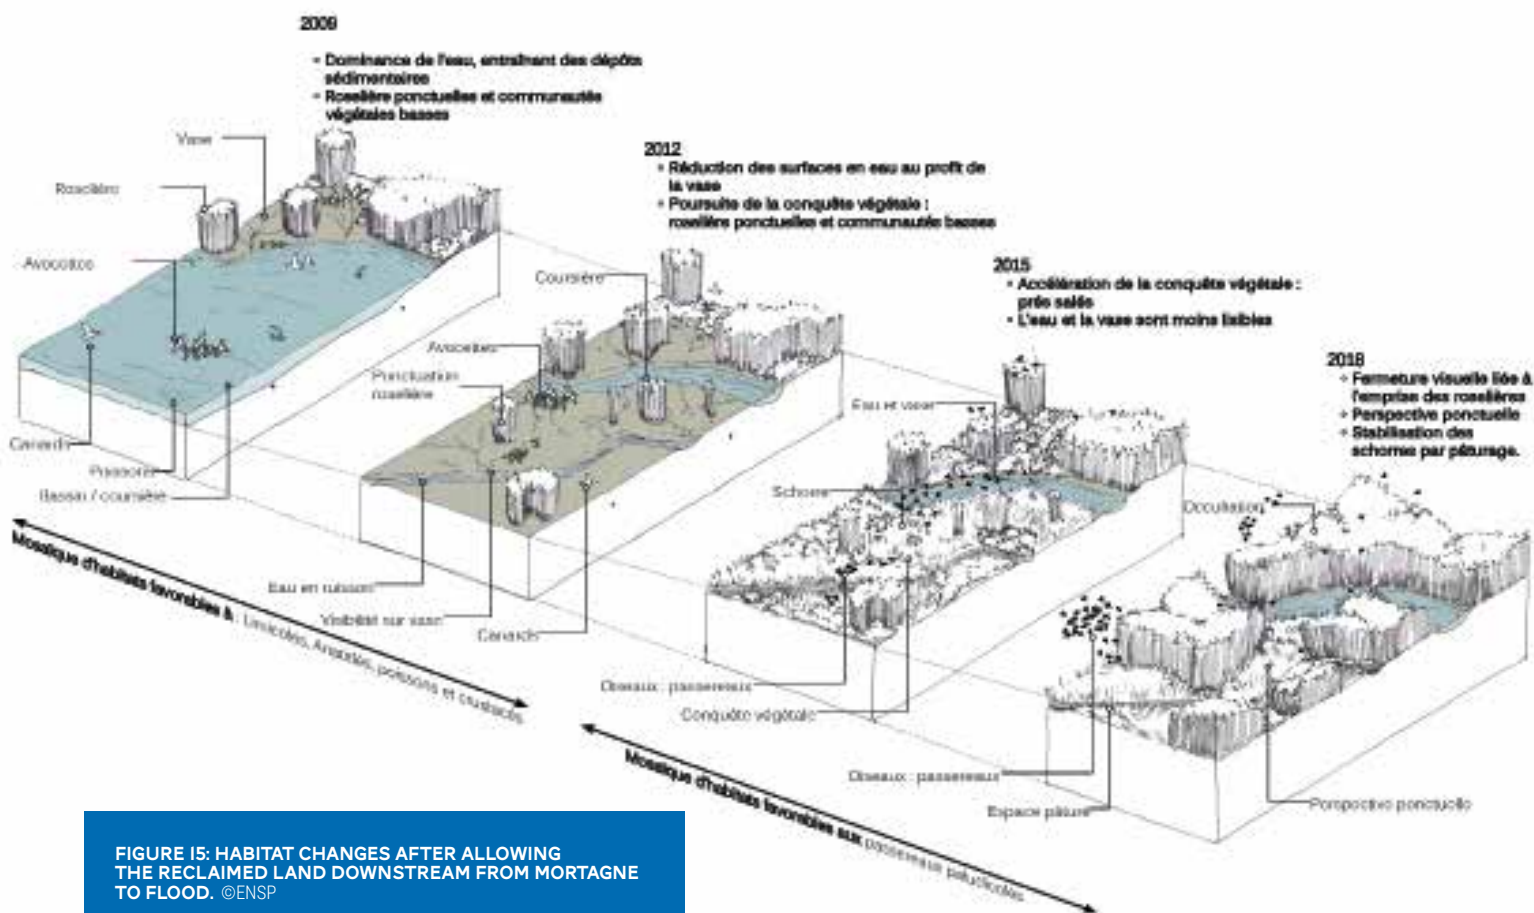 2009
• Dominance de l'eau, entraînant des dépôts
sédimentaires
• Roselière ponctuelles et communautés
végétales basses
Vase
Roselière
Avocettes
Canards
Poissons
Bassin / coursière
2012
• Réduction des surfaces en eau au profit de
la vase
• Poursuite de la conquête végétale :
roselière ponctuelles et communautés basses
Coursière
Avocettes
Ponctuation
roselière
Eau en ruisson
Visibilité sur vase
Canards
2015
• Accélération de la conquête végétale :
prés salés
• L'eau et la vase sont moins lisibles
Eau et vase
Schorre
Oiseaux : passereaux
Conquête végétale
2018
• Fermeture visuelle liée à
l'emprise des roselières
• Perspective ponctuelle
• Stabilisation des
schorres par pâturage.
Occultation
Oiseaux : passereaux
Espace pâturé
Perspective ponctuelle
Mosaïque d'habitats favorables à : Limicoles, Anatidés, poissons et crustacés
Mosaïque d'habitats favorables aux passereaux paludicoles
FIGURE 15: HABITAT CHANGES AFTER ALLOWING
THE RECLAIMED LAND DOWNSTREAM FROM MORTAGNE
TO FLOOD. ©ENSP